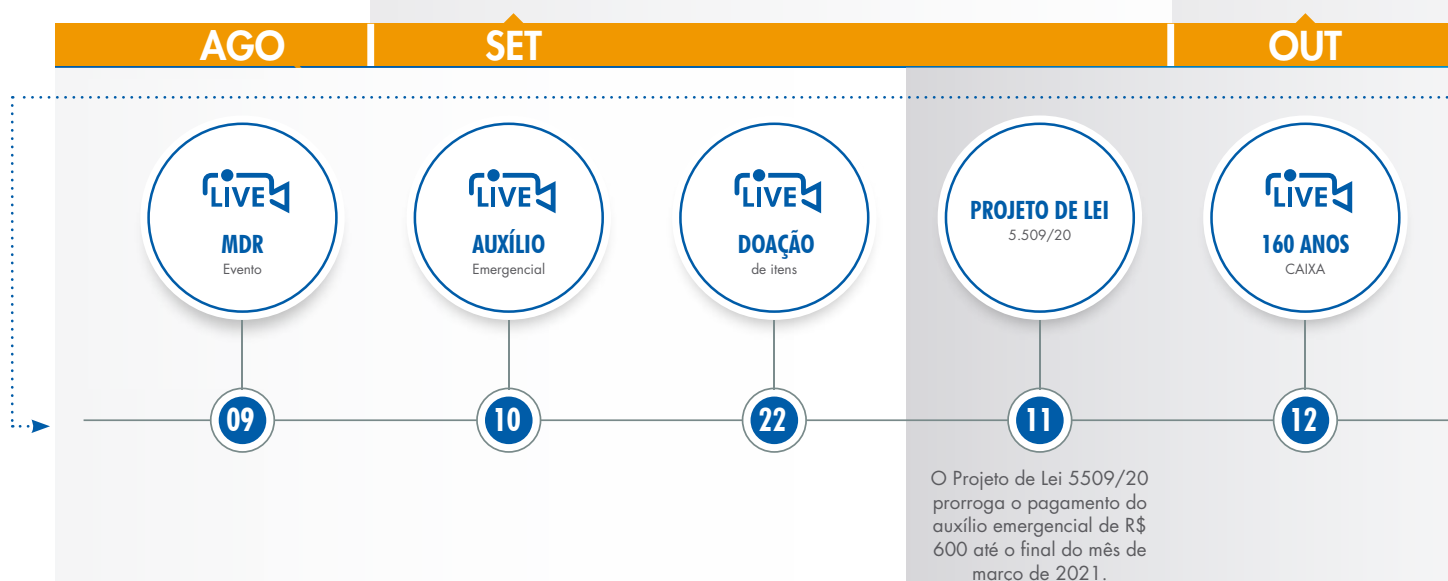 AGO
SET
OUT
LIVE
MDR
Evento
09
LIVE
AUXÍLIO
Emergencial
10
LIVE
DOAÇÃO
de itens
22
PROJETO DE LEI
5.509/20
11
O Projeto de Lei 5509/20
prorroga o pagamento do
auxílio emergencial de R$
600 até o final do mês de
março de 2021.
LIVE
160 ANOS
CAIXA
12